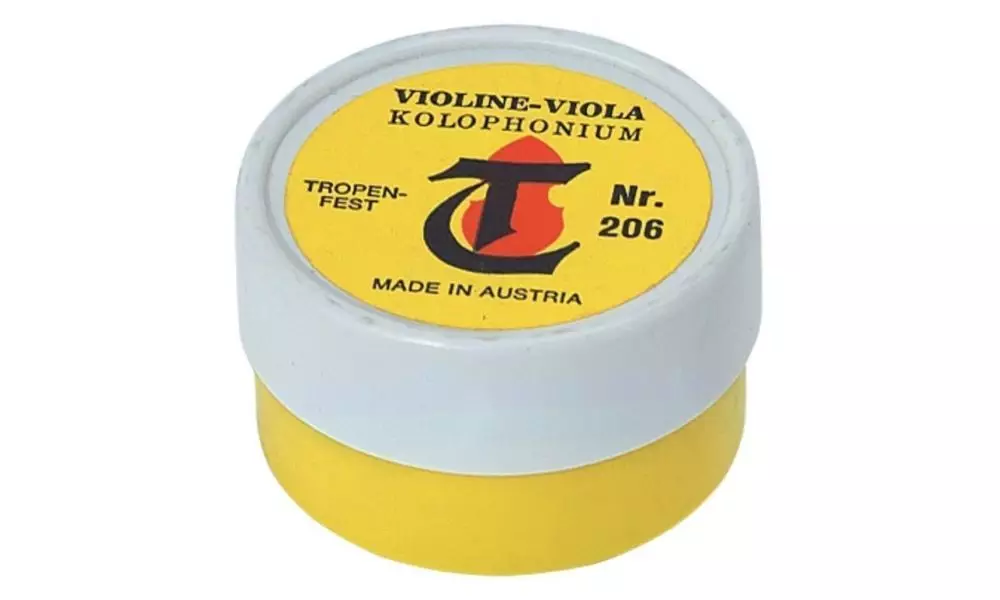 VIOLINE-VIOLA
KOLOPHONIUM
TROPEN-
FEST
T
Nr.
206
MADE IN AUSTRIA